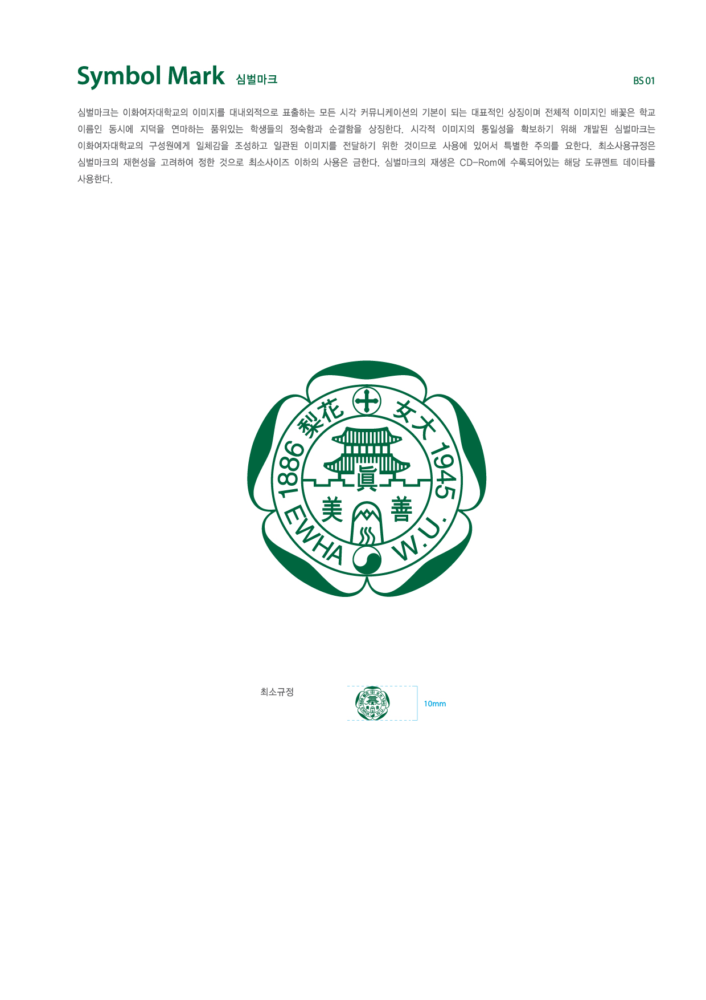 Symbol Mark 심벌마크
BS 01
심벌마크는 이화여자대학교의 이미지를 대내외적으로 표출하는 모든 시각 커뮤니케이션의 기본이 되는 대표적인 상징이며 전체적 이미지인 배꽃은 학교
이름인 동시에 지덕을 연마하는 품위있는 학생들의 정숙함과 순결함을 상징한다. 시각적 이미지의 통일성을 확보하기 위해 개발된 심벌마크는
이화여자대학교의 구성원에게 일체감을 조성하고 일관된 이미지를 전달하기 위한 것이므로 사용에 있어서 특별한 주의를 요한다. 최소사용규정은
심벌마크의 재현성을 고려하여 정한 것으로 최소사이즈 이하의 사용은 금한다. 심벌마크의 재생은 CD-Rom에 수록되어있는 해당 도큐멘트 데이타를
사용한다.
梨花 女大
1886 1945
眞
美 善
EWHA W.U.
최소규정
梨花 女大
1886 1945
眞
美 善
EWHA W.U.
10mm